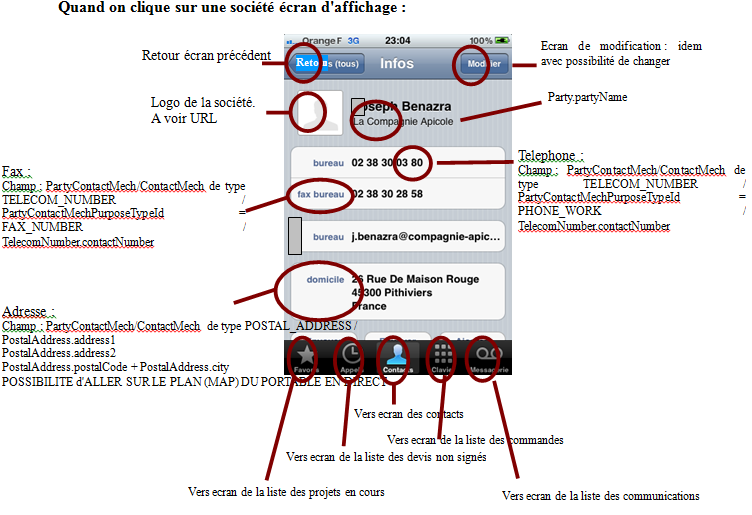 Quand on clique sur une société écran d'affichage :
Retour écran précédent
Orange F 3G 23:04 100%
Retour s (tous) Infos Modifier
Ecran de modification : idem
avec possibilité de changer
Logo de la société.
A voir URL
Joseph Benazra
La Compagnie Apicole
Party.partyName
bureau 02 38 30 03 80
fax bureau 02 38 30 28 58
bureau j.benazra@compagnie-apic...
domicile 26 Rue De Maison Rouge
45300 Pithiviers
France
Telephone :
Champ : PartyContactMech/ContactMech de
type TELECOM_NUMBER /
PartyContactMechPurposeTypeId =
PHONE_WORK /
TelecomNumber.contactNumber
Fax :
Champ : PartyContactMech/ContactMech de type
TELECOM_NUMBER /
PartyContactMechPurposeTypeId =
FAX_NUMBER /
TelecomNumber.contactNumber
Adresse :
Champ : PartyContactMech/ContactMech de type POSTAL_ADDRESS /
PostalAddress.address1
PostalAddress.address2
PostalAddress.postalCode + PostalAddress.city
POSSIBILITE d'ALLER SUR LE PLAN (MAP) DU PORTABLE EN DIRECT
Favoris Appels Contacts Clavier Messagerie
Vers ecran des contacts
Vers ecran de la liste des commandes
Vers ecran de la liste des devis non signés
Vers ecran de la liste des projets en cours
Vers ecran de la liste des communications